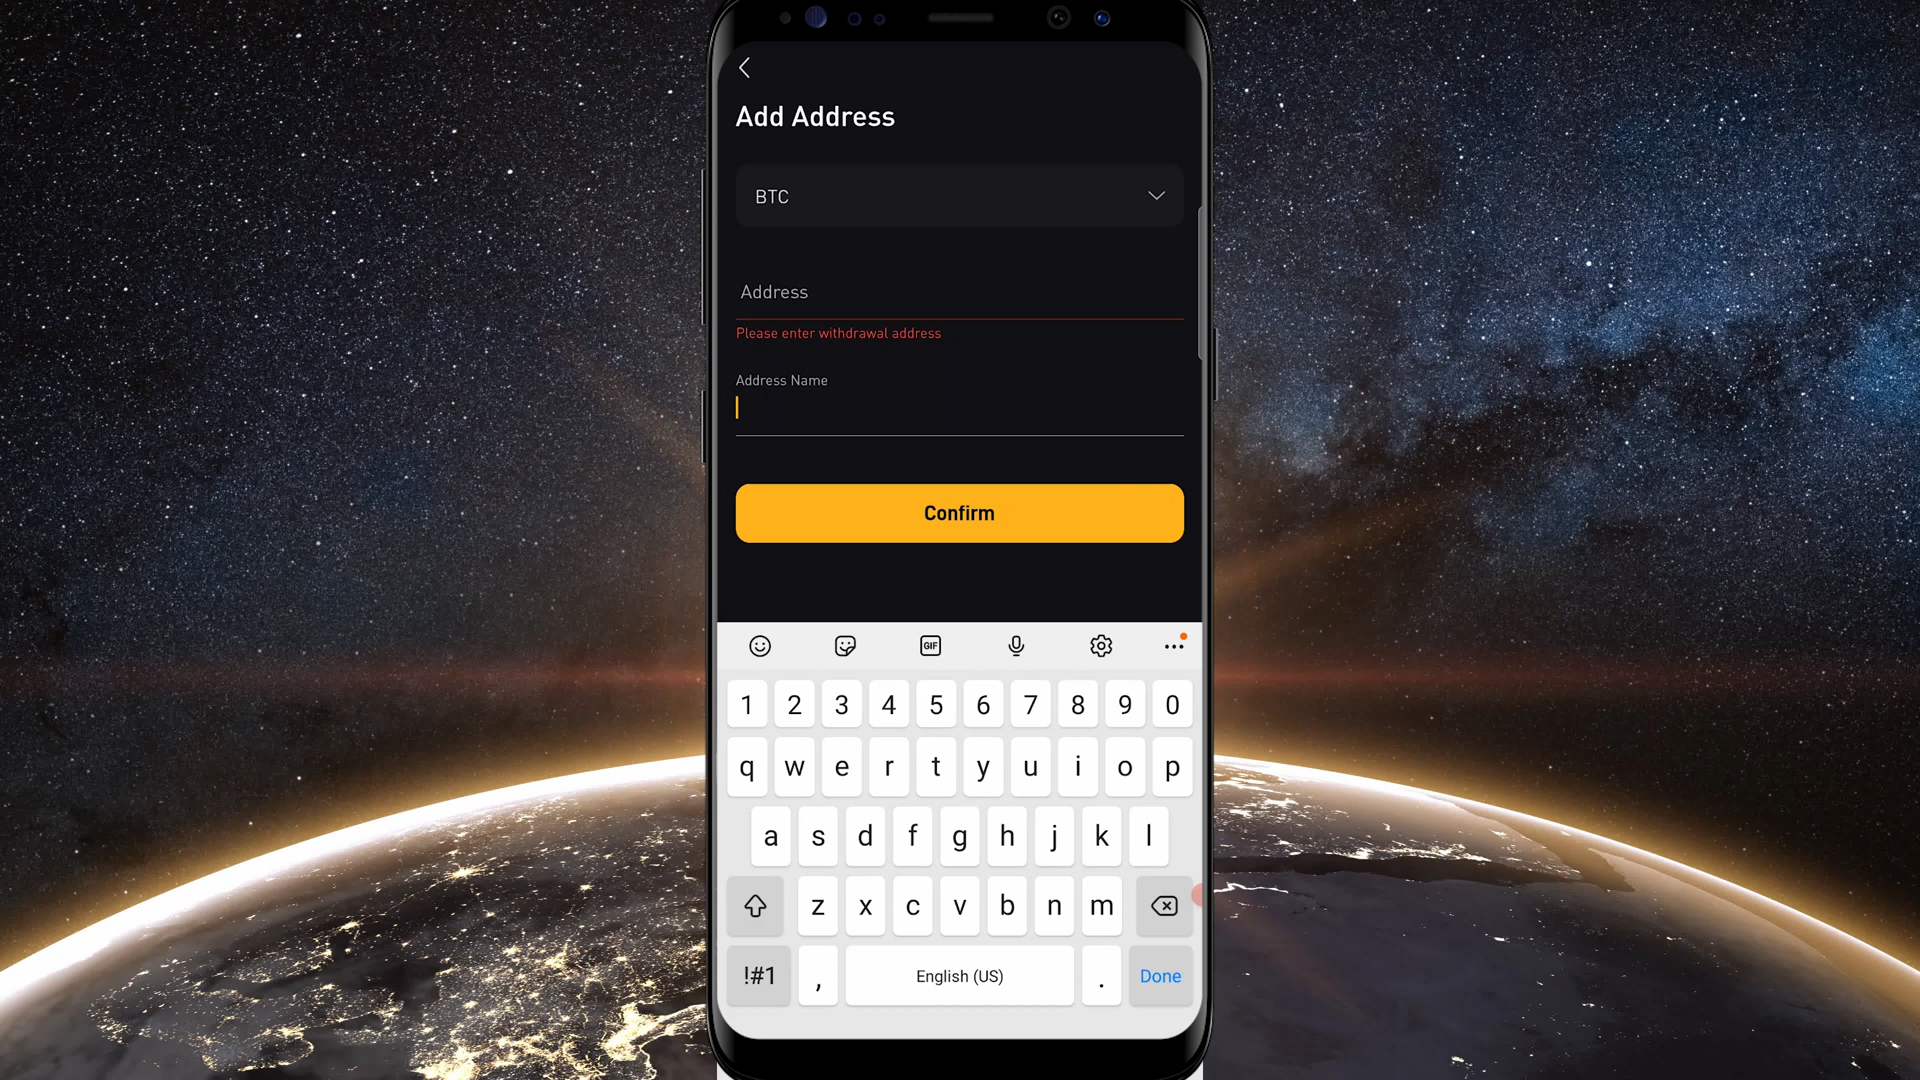 Add Address
BTC
Address
Please enter withdrawal address
Address Name
Confirm
GIF
1 2 3 4 5 6 7 8 9 0
q w e r t y u i o p
a s d f g h j k l
z x c v b n m
!#1 , English (US) . Done